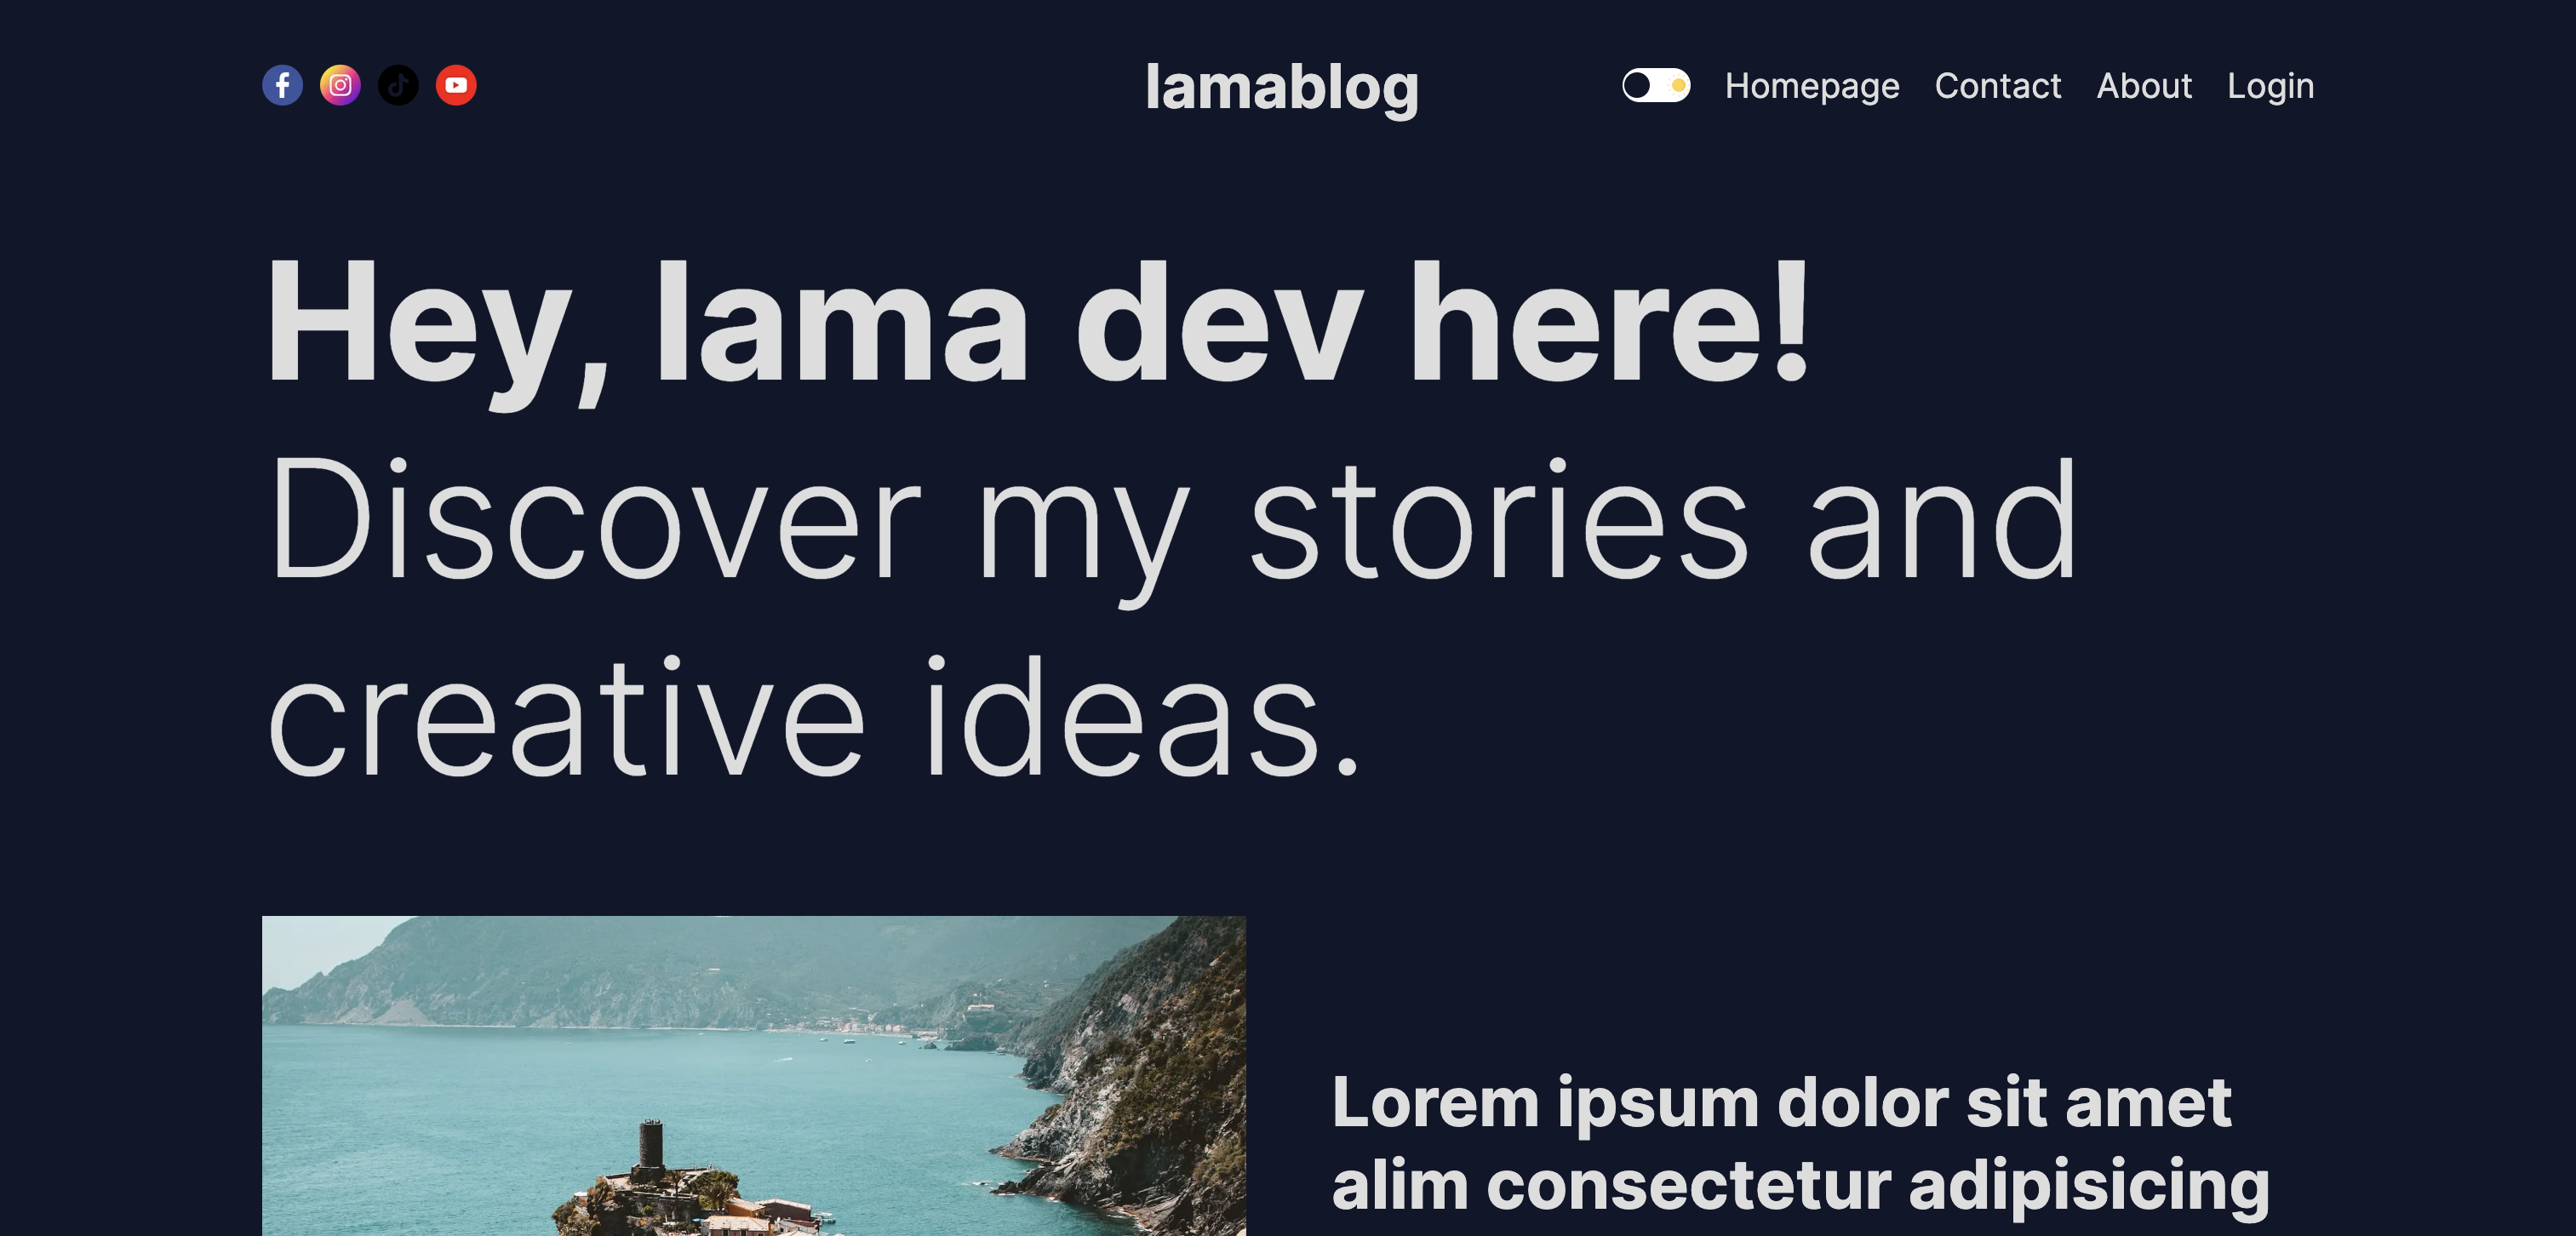 lamablog
Homepage Contact About Login
Hey, lama dev here!
Discover my stories and
creative ideas.
Lorem ipsum dolor sit amet
alim consectetur adipisicing